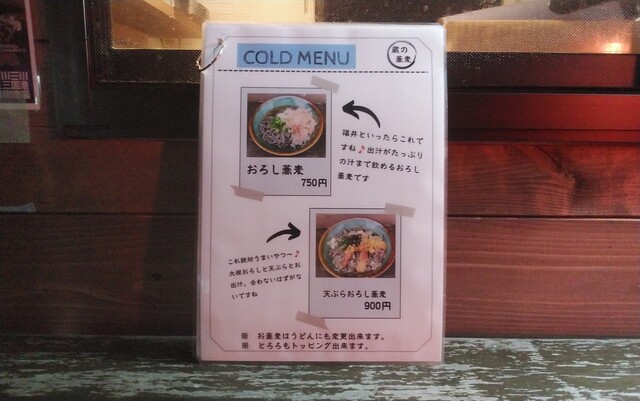 COLD MENU
蔵の
蕎麦
福井といったらこれで
すね♪出汁がたっぷり
の汁まで飲めるおろし
蕎麦です
おろし蕎麦
750円
これ絶対うまいやつ〜♪
大根おろしと天ぷらとお
出汁、合わないはずがな
いですね
天ぷらおろし蕎麦
900円
※ お蕎麦はうどんにも変更出来ます。
※ とろろもトッピング出来ます。